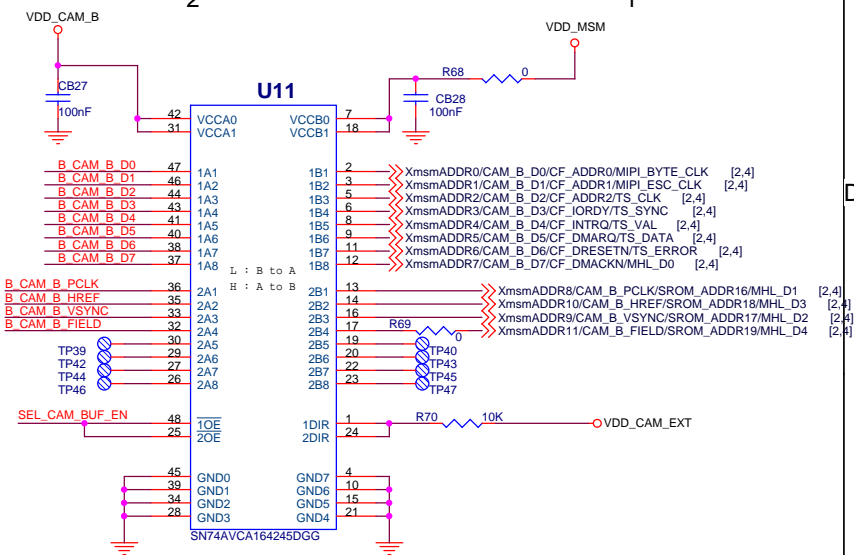 2 1
VDD_CAM_B VDD_MSM
CB27 R68 0
100nF U11 CB28
100nF
42 VCCA0 VCCB0 7
31 VCCA1 VCCB1 18
B_CAM_B_D0 47 1A1 1B1 2 XmsmADDR0/CAM_B_D0/CF_ADDR0/MIPI_BYTE_CLK [2,4]
B_CAM_B_D1 46 1A2 1B2 3 XmsmADDR1/CAM_B_D1/CF_ADDR1/MIPI_ESC_CLK [2,4]
B_CAM_B_D2 44 1A3 1B3 5 XmsmADDR2/CAM_B_D2/CF_ADDR2/TS_CLK [2,4]
B_CAM_B_D3 43 1A4 1B4 6 XmsmADDR3/CAM_B_D3/CF_IORDY/TS_SYNC [2,4]
B_CAM_B_D4 41 1A5 1B5 8 XmsmADDR4/CAM_B_D4/CF_INTRQ/TS_VAL [2,4]
B_CAM_B_D5 40 1A6 1B6 9 XmsmADDR5/CAM_B_D5/CF_DMARQ/TS_DATA [2,4]
B_CAM_B_D6 38 1A7 1B7 11 XmsmADDR6/CAM_B_D6/CF_DRESETN/TS_ERROR [2,4]
B_CAM_B_D7 37 1A8 1B8 12 XmsmADDR7/CAM_B_D7/CF_DMACKN/MHL_D0 [2,4]
D
L : B to A
H : A to B
B_CAM_B_PCLK 36 2A1 2B1 13 XmsmADDR8/CAM_B_PCLK/SROM_ADDR16/MHL_D1 [2,4]
B_CAM_B_HREF 35 2A2 2B2 14 XmsmADDR10/CAM_B_HREF/SROM_ADDR18/MHL_D3 [2,4]
B_CAM_B_VSYNC 33 2A3 2B3 16 XmsmADDR9/CAM_B_VSYNC/SROM_ADDR17/MHL_D2 [2,4]
B_CAM_B_FIELD 32 2A4 2B4 17 R69 0 XmsmADDR11/CAM_B_FIELD/SROM_ADDR19/MHL_D4 [2,4]
TP39 30 2A5 2B5 19 TP40
TP42 29 2A6 2B6 20 TP43
TP44 27 2A7 2B7 22 TP45
TP46 26 2A8 2B8 23 TP47
SEL_CAM_BUF_EN 48 1OE 1DIR 1 R70 10K VDD_CAM_EXT
25 2OE 2DIR 24
45 GND0 GND7 4
39 GND1 GND6 10
34 GND2 GND5 15
28 GND3 GND4 21
SN74AVCA164245DGG